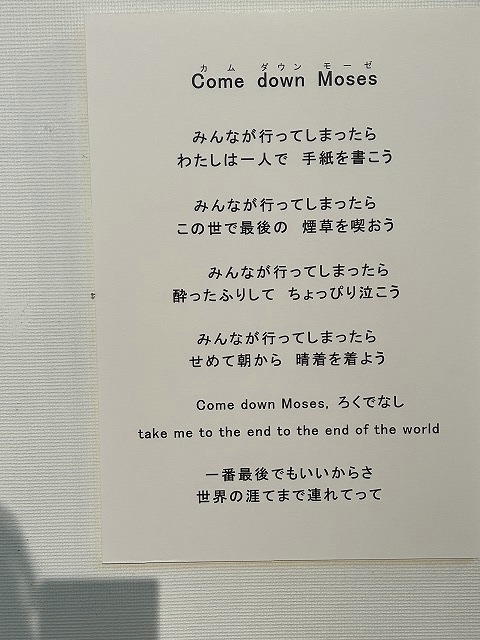 カム ダウン モーゼ
Come down Moses
みんなが行ってしまったら
わたしは一人で 手紙を書こう
みんなが行ってしまったら
この世で最後の 煙草を喫おう
みんなが行ってしまったら
酔ったふりして ちょっぴり泣こう
みんなが行ってしまったら
せめて朝から 晴着を着よう
Come down Moses, ろくでなし
take me to the end to the end of the world
一番最後でもいいからさ
世界の涯てまで連れてって